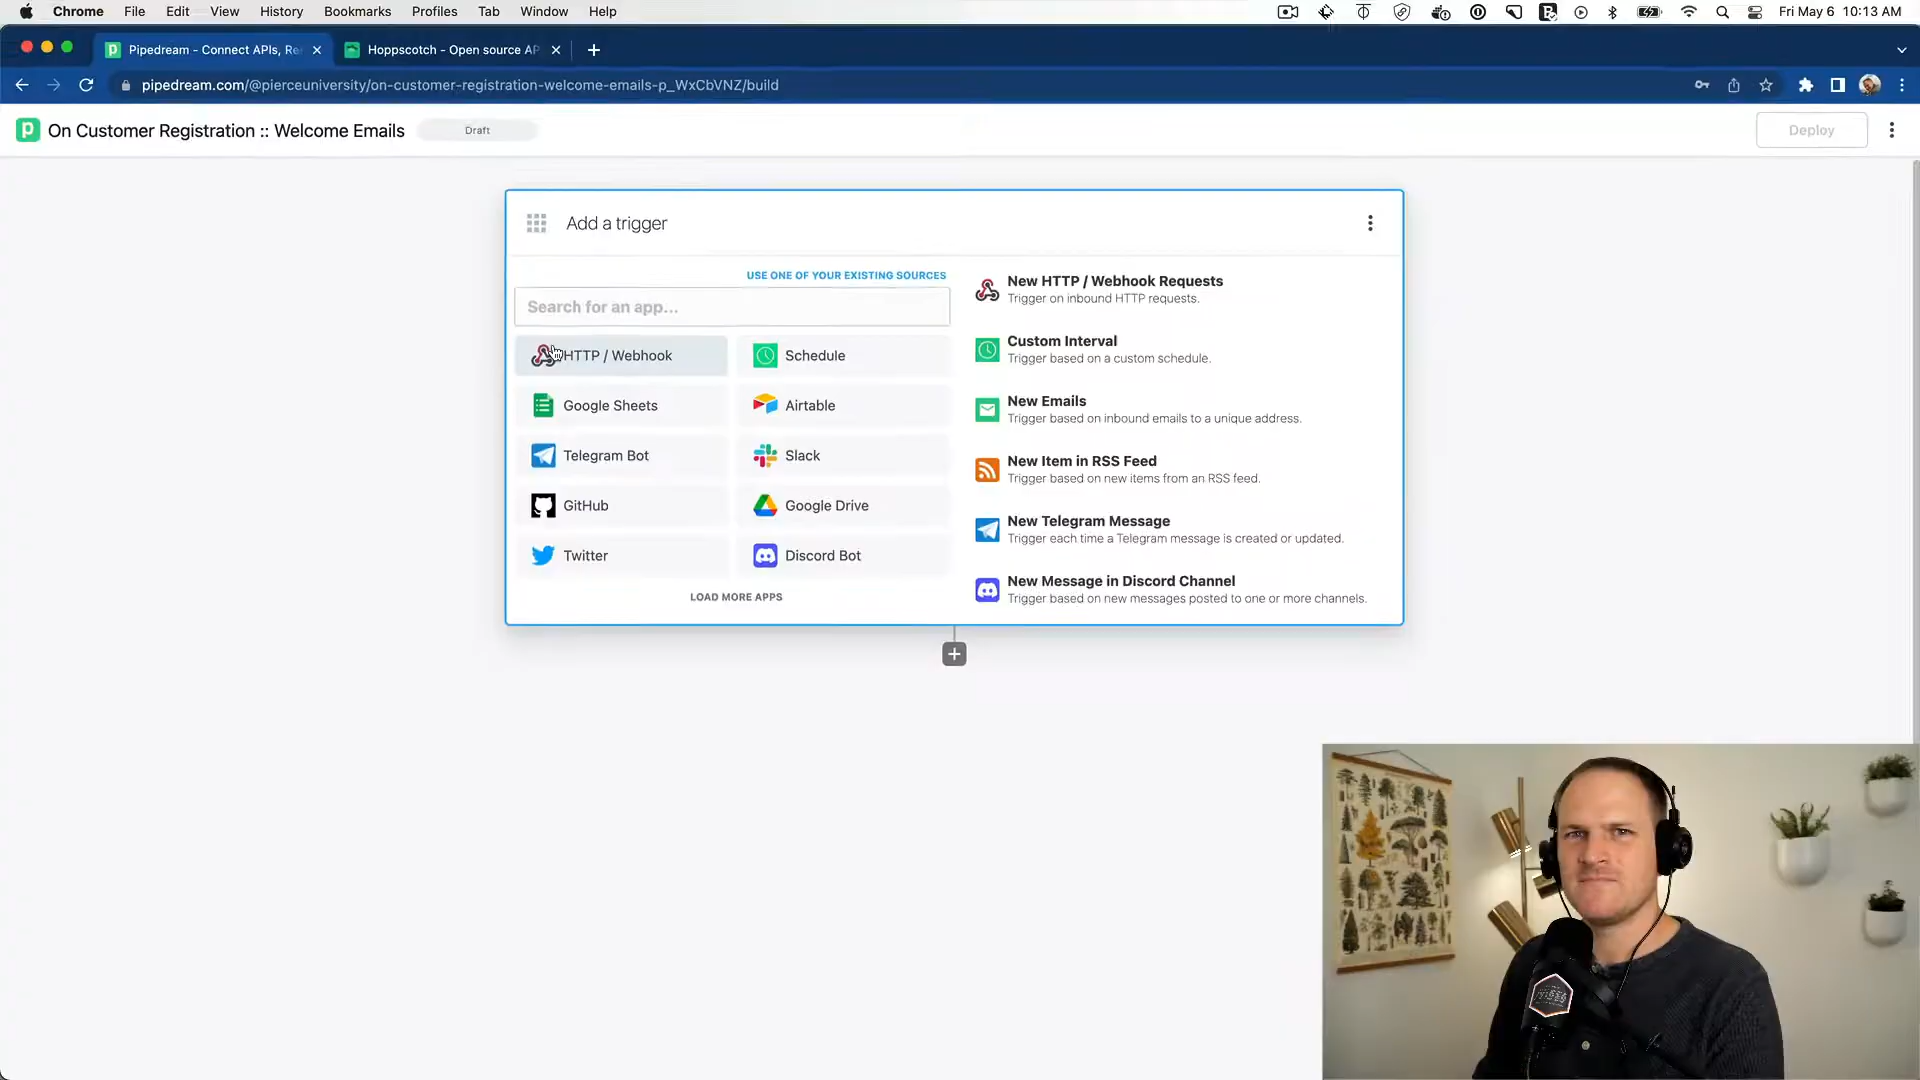 Chrome File Edit View History Bookmarks Profiles Tab Window Help Fri May 6 10:13 AM
Pipedream - Connect APIs, Re Hoppscotch - Open source AP
pipedream.com/@pierceuniversity/on-customer-registration-welcome-emails-p_WxCbVNZ/build
On Customer Registration :: Welcome Emails Draft Deploy
Add a trigger
USE ONE OF YOUR EXISTING SOURCES
Search for an app...
HTTP / Webhook Schedule
Google Sheets Airtable
Telegram Bot Slack
GitHub Google Drive
Twitter Discord Bot
LOAD MORE APPS
New HTTP / Webhook Requests
Trigger on inbound HTTP requests.
Custom Interval
Trigger based on a custom schedule.
New Emails
Trigger based on inbound emails to a unique address.
New Item in RSS Feed
Trigger based on new items from an RSS feed.
New Telegram Message
Trigger each time a Telegram message is created or updated.
New Message in Discord Channel
Trigger based on new messages posted to one or more channels.